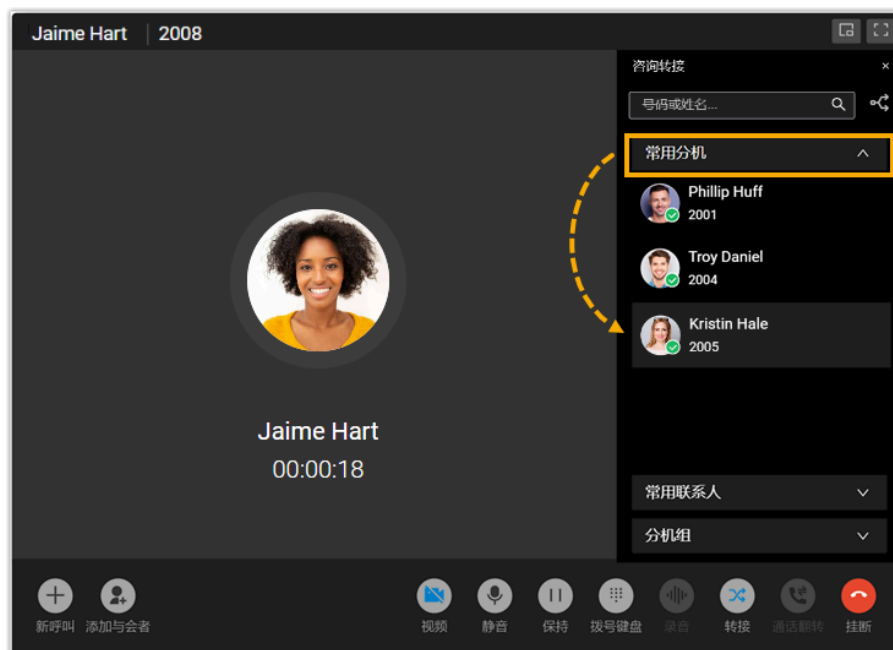 Jaime Hart 2008
咨询转接
号码或姓名...
常用分机
Phillip Huff
2001
Troy Daniel
2004
Kristin Hale
2005
Jaime Hart
00:00:18
常用联系人
分机组
新呼叫 添加与会者 视频 静音 保持 拨号键盘 录音 转接 通话翻转 挂断